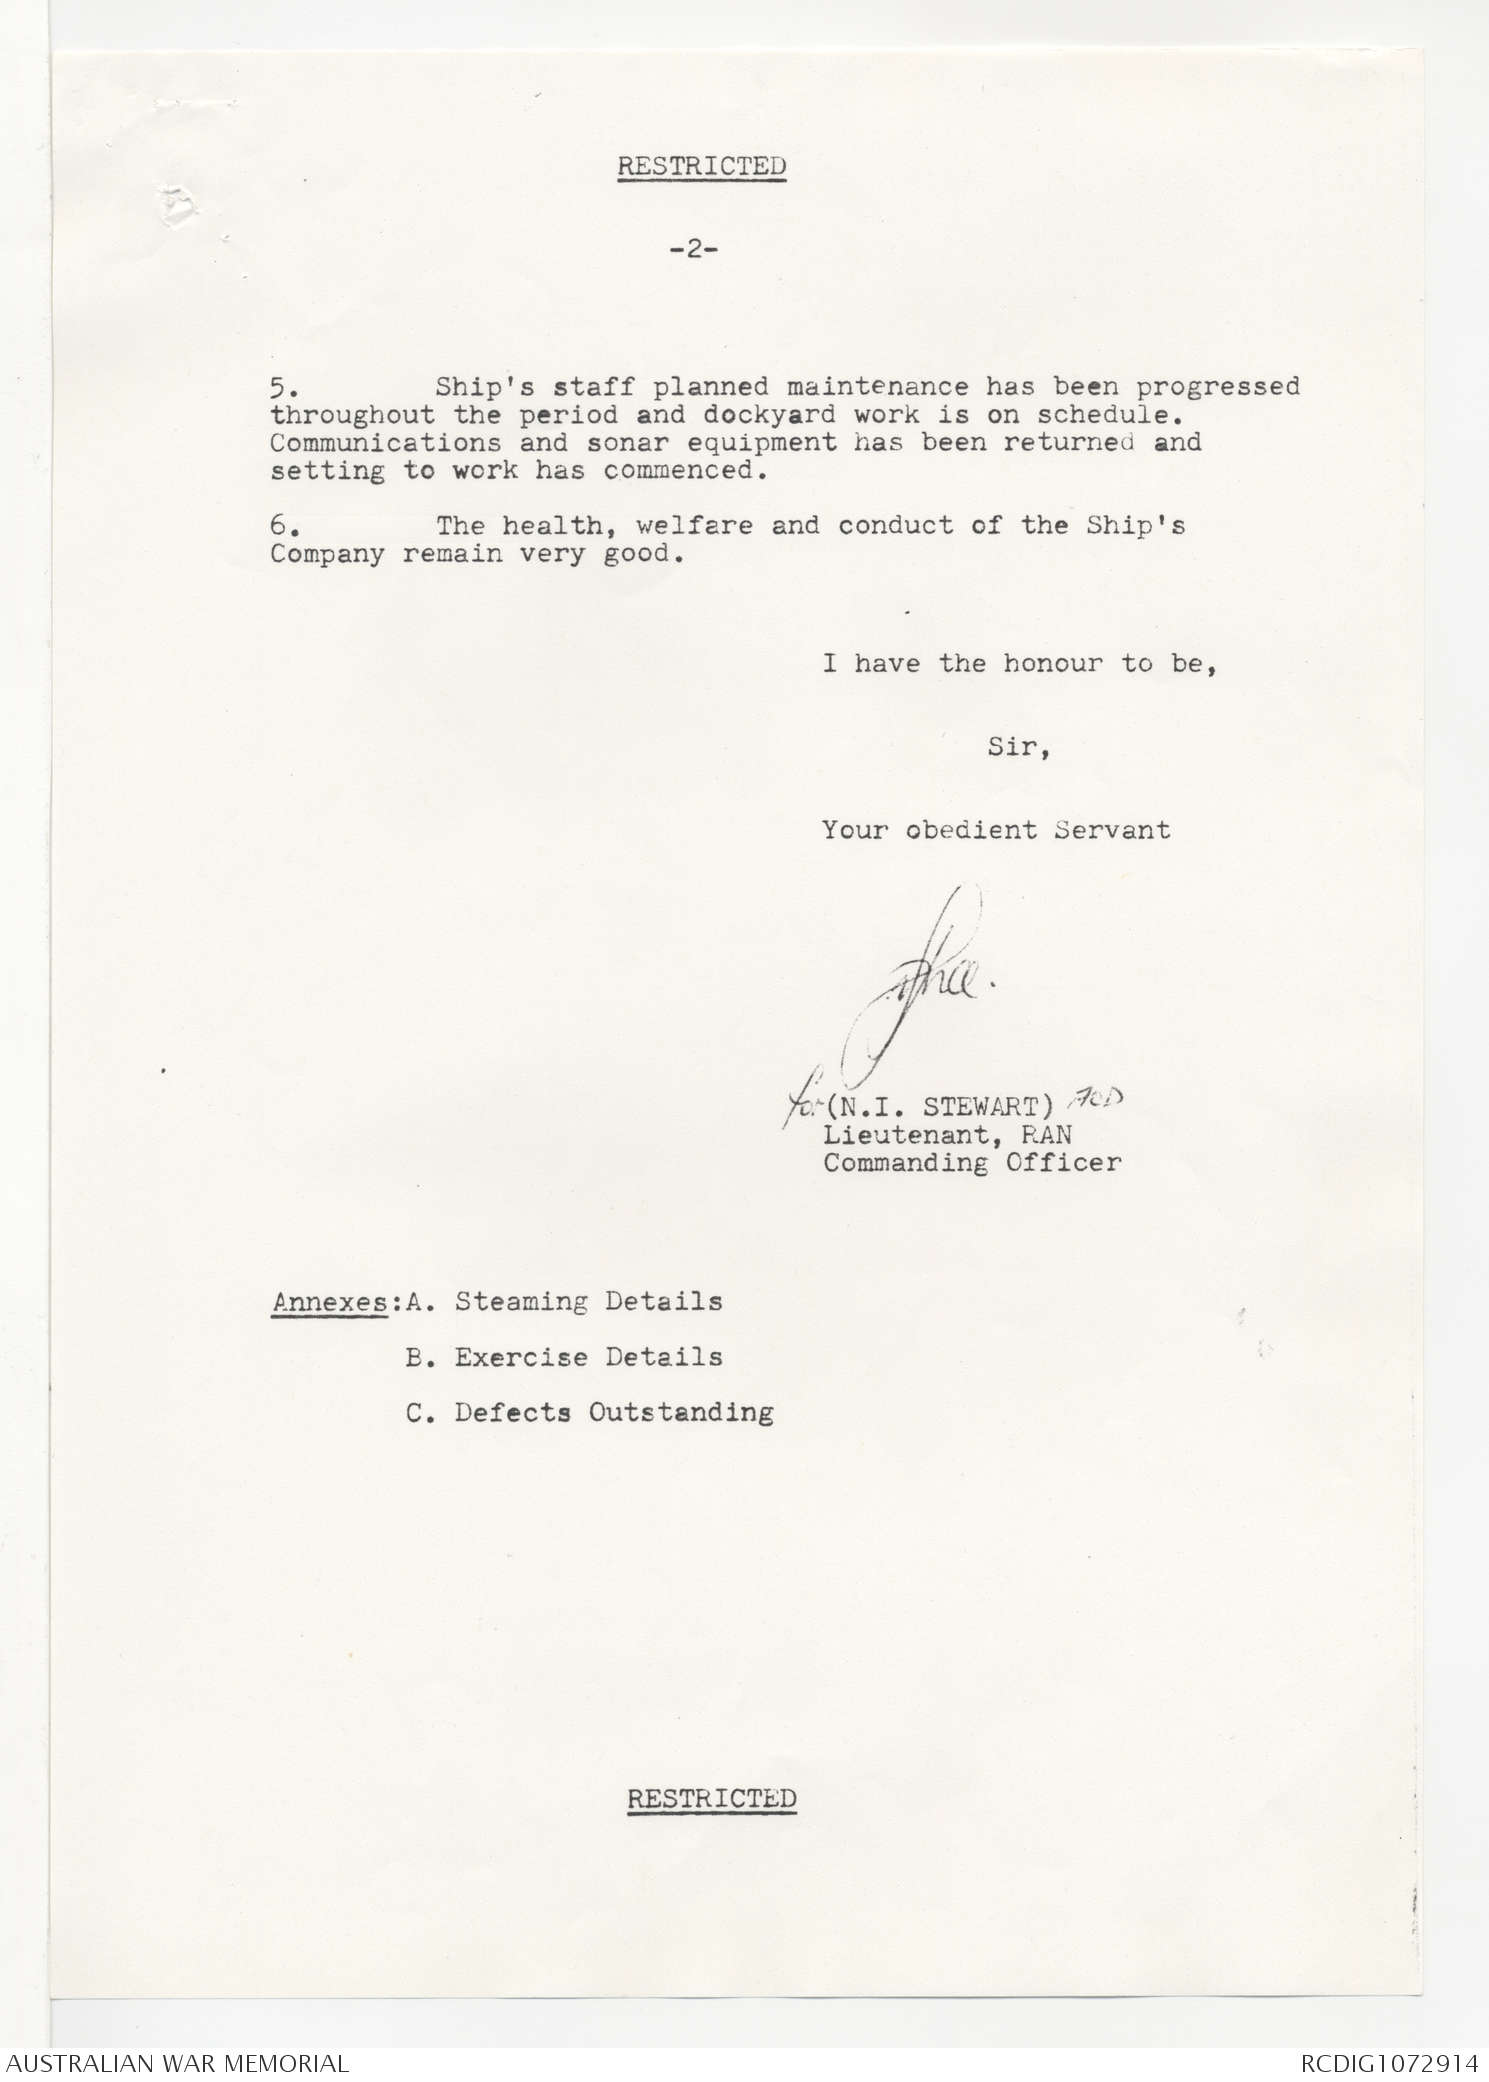 RESTRICTED
-2-
5. Ship's staff planned maintenance has been progressed
throughout the period and dockyard work is on schedule.
Communications and sonar equipment has been returned and
setting to work has commenced.
6. The health, welfare and conduct of the Ship's
Company remain very good.
I have the honour to be,
Sir,
Your obedient Servant
for (N.I. STEWART)
Lieutenant, RAN
Commanding Officer
Annexes:A. Steaming Details
B. Exercise Details
C. Defects Outstanding
RESTRICTED
AUSTRALIAN WAR MEMORIAL
RCDIG1072914